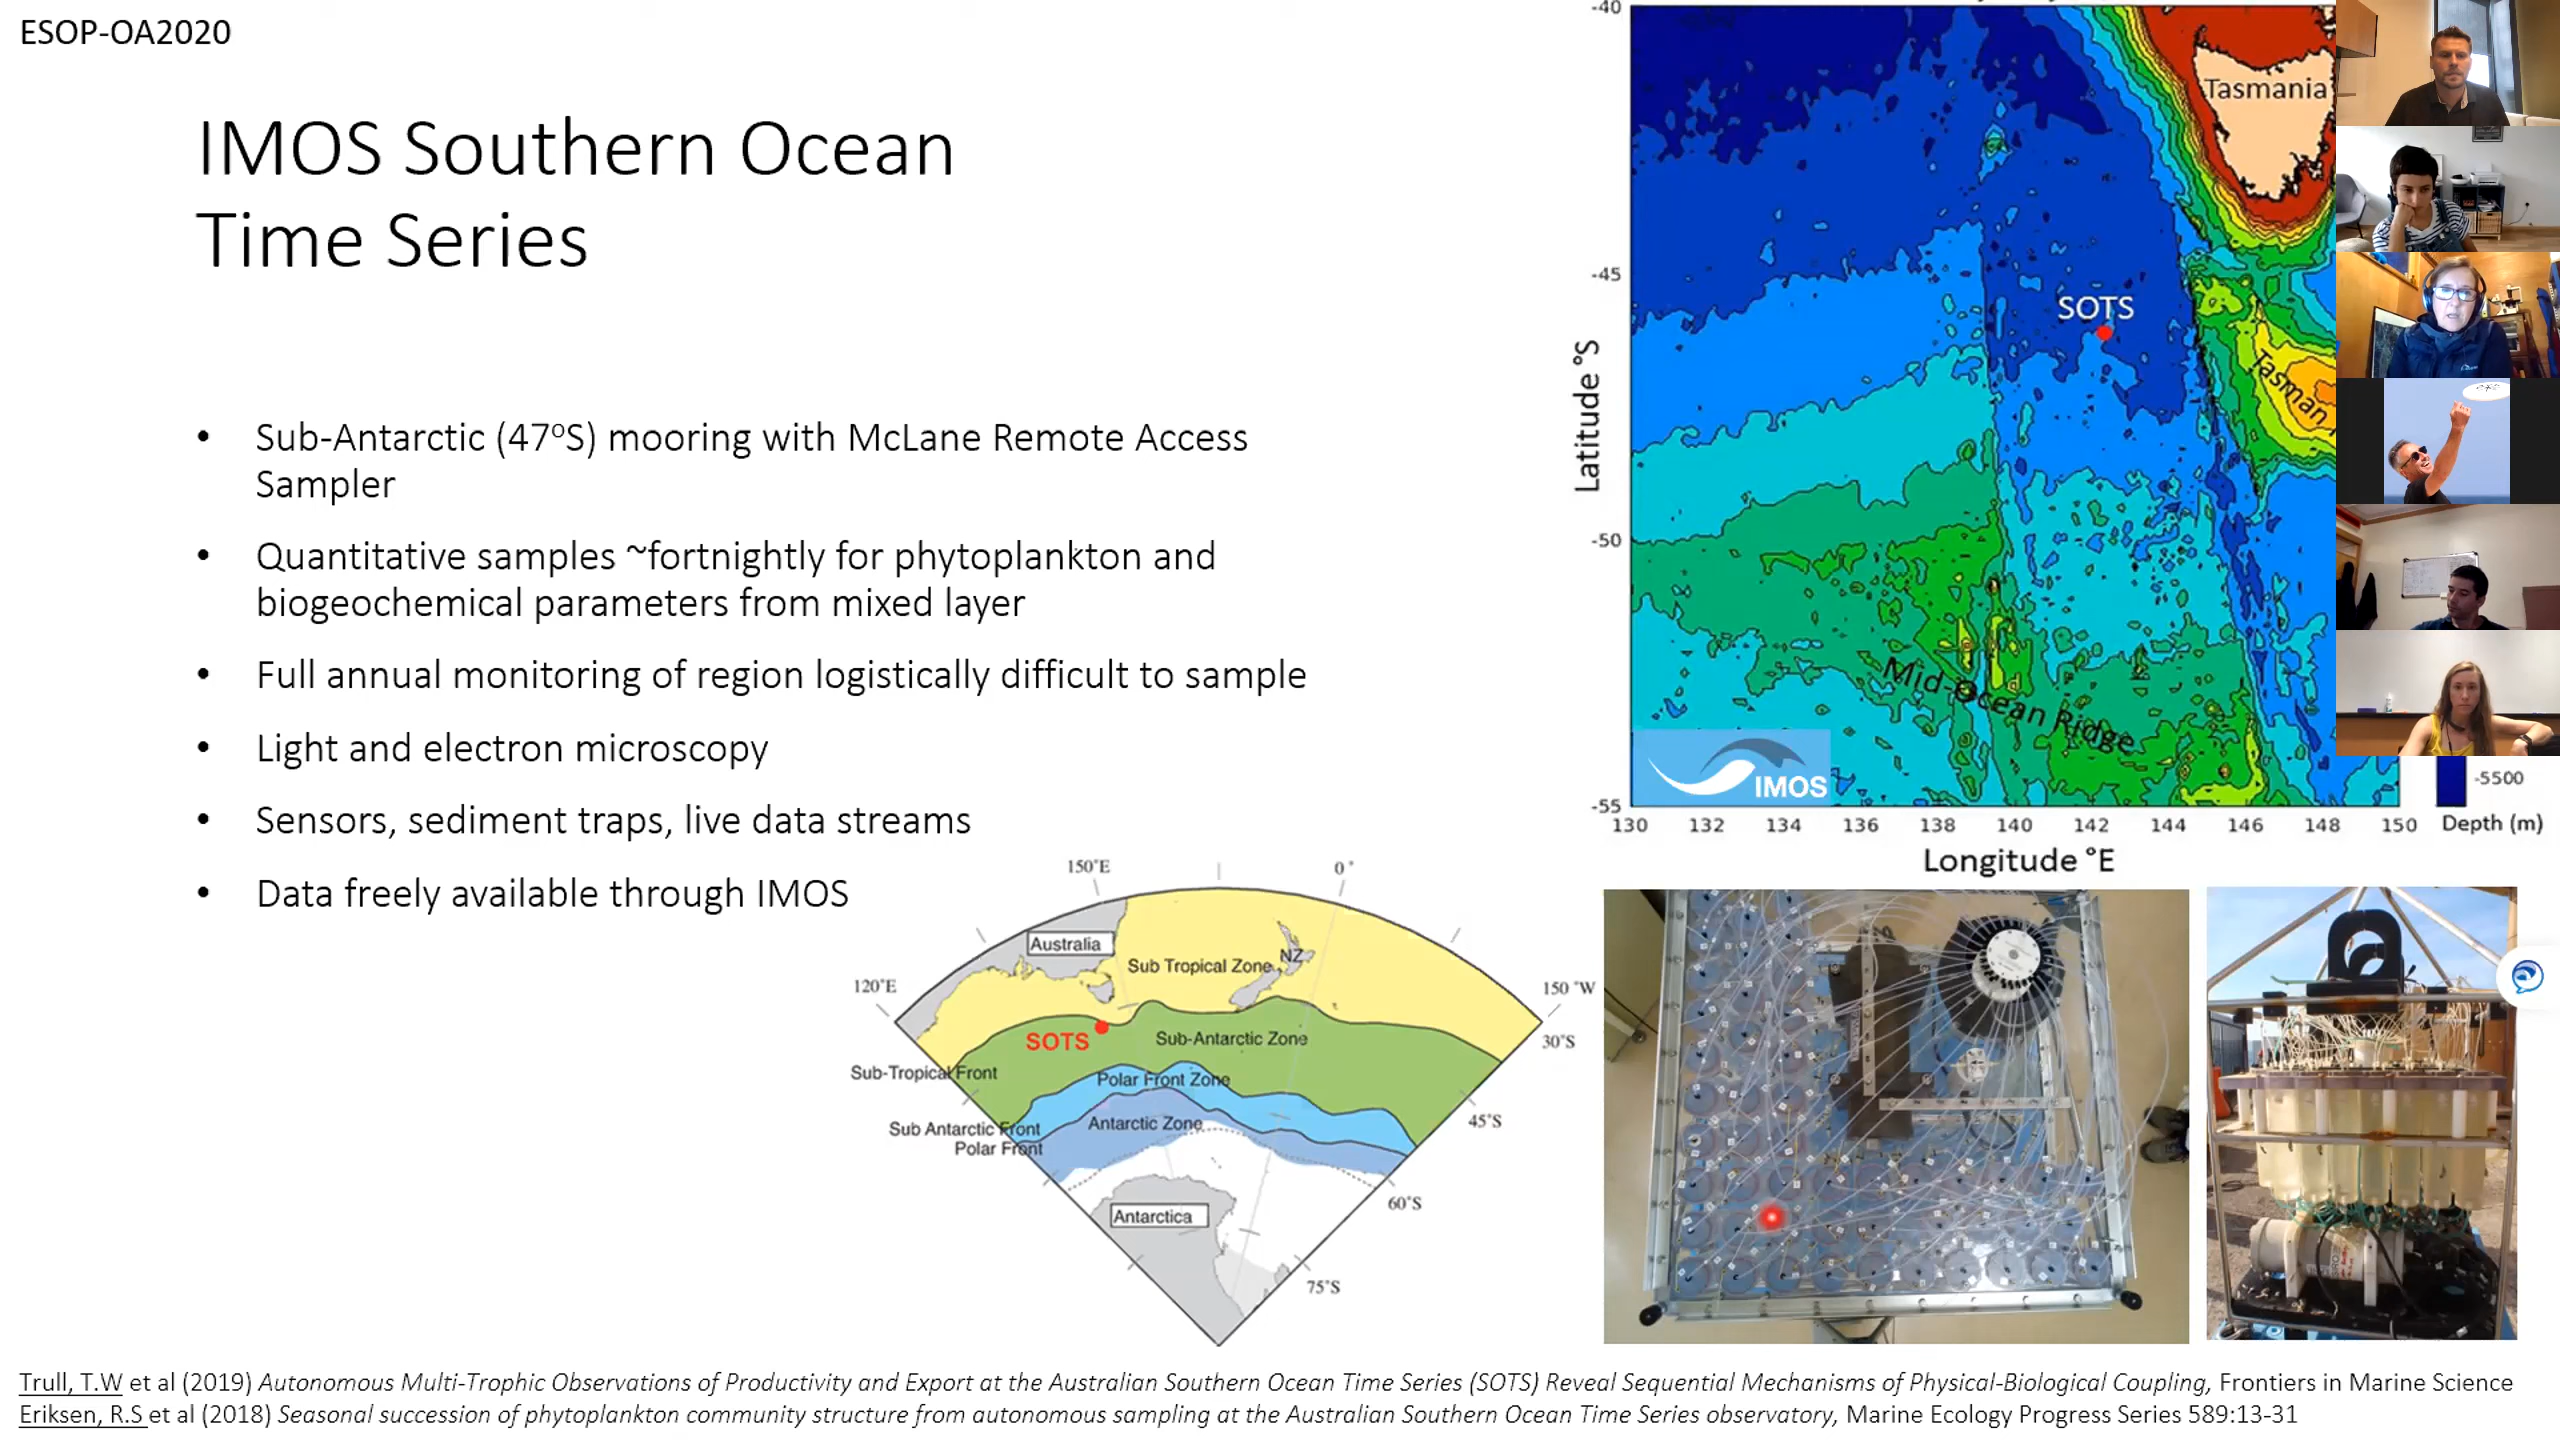 ESOP-OA2020
IMOS Southern Ocean
Time Series
• Sub-Antarctic (47ᵒS) mooring with McLane Remote Access
Sampler
• Quantitative samples ~fortnightly for phytoplankton and
biogeochemical parameters from mixed layer
• Full annual monitoring of region logistically difficult to sample
• Light and electron microscopy
• Sensors, sediment traps, live data streams
• Data freely available through IMOS
-40
-45
-50
-55
Latitude °S
Tasmania
SOTS
Tasman
Mid-Ocean Ridge
IMOS
-5500
130 132 134 136 138 140 142 144 146 148 150
Depth (m)
Longitude °E
150°E
0°
120°E
150 °W
Australia
Sub Tropical Zone
NZ
30°S
SOTS
Sub-Antarctic Zone
Sub-Tropical Front
Polar Front Zone
45°S
Antarctic Zone
Sub Antarctic Front
Polar Front
60°S
Antarctica
75°S
Trull, T.W et al (2019) Autonomous Multi-Trophic Observations of Productivity and Export at the Australian Southern Ocean Time Series (SOTS) Reveal Sequential Mechanisms of Physical-Biological Coupling, Frontiers in Marine Science
Eriksen, R.S et al (2018) Seasonal succession of phytoplankton community structure from autonomous sampling at the Australian Southern Ocean Time Series observatory, Marine Ecology Progress Series 589:13-31